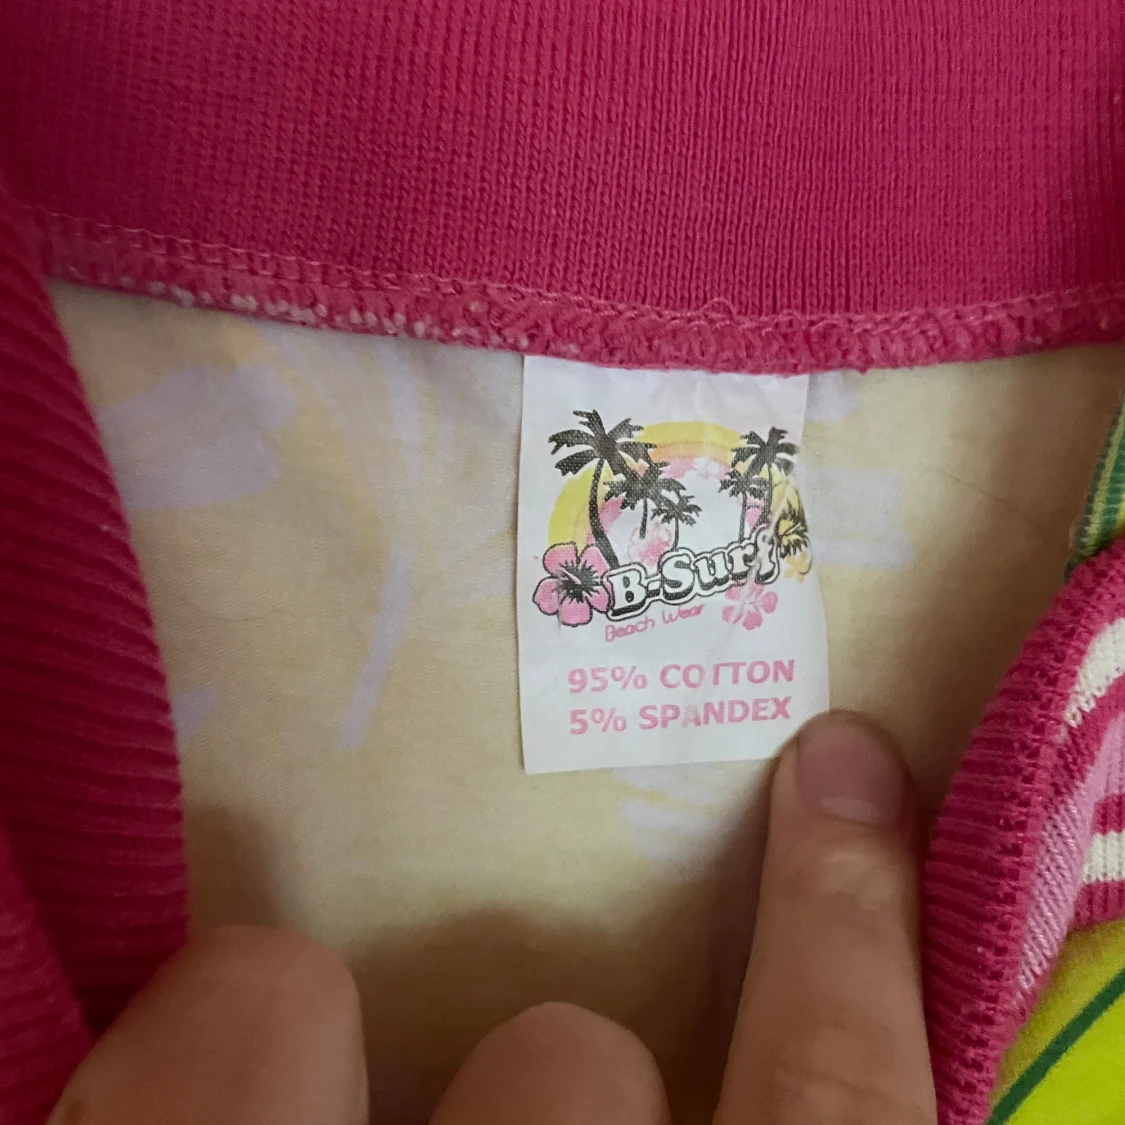 B-Surf
Beach Wear
95% COTTON
5% SPANDEX